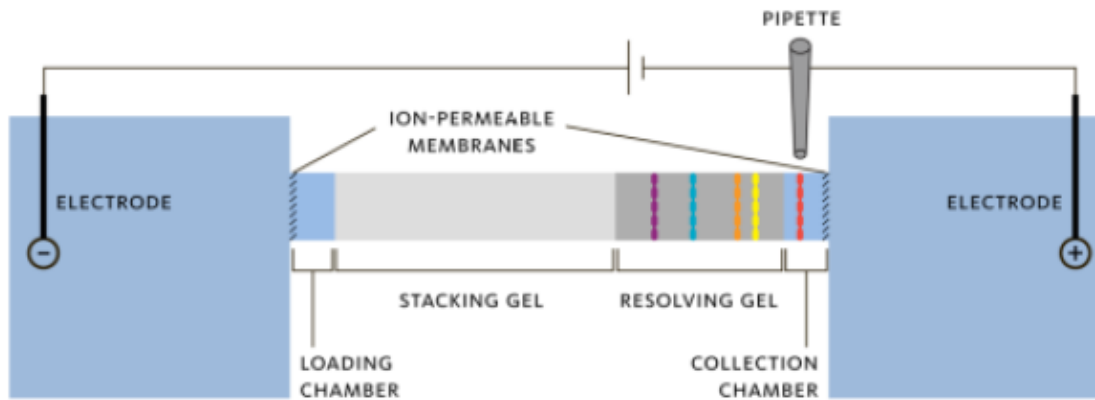 PIPETTE
ION-PERMEABLE
MEMBRANES
ELECTRODE
ELECTRODE
-
+
STACKING GEL
RESOLVING GEL
LOADING
CHAMBER
COLLECTION
CHAMBER